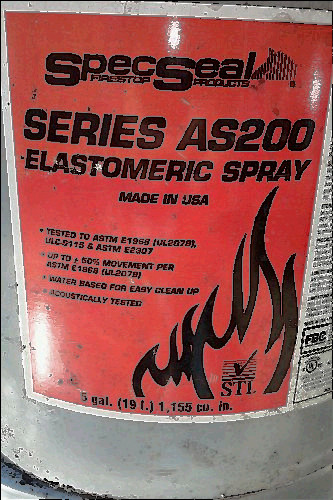 SpecSeal
FIRESTOP PRODUCTS
SERIES AS200
ELASTOMERIC SPRAY
MADE IN USA
• TESTED TO ASTM E1966 (UL2079),
ULC-S115 & ASTM E2307
• UP TO ± 50% MOVEMENT PER
ASTM E1966 (UL2079)
• WATER BASED FOR EASY CLEAN UP
• ACOUSTICALLY TESTED
STI
5 gal. (19 l.) 1,155 cu. in.
FBC